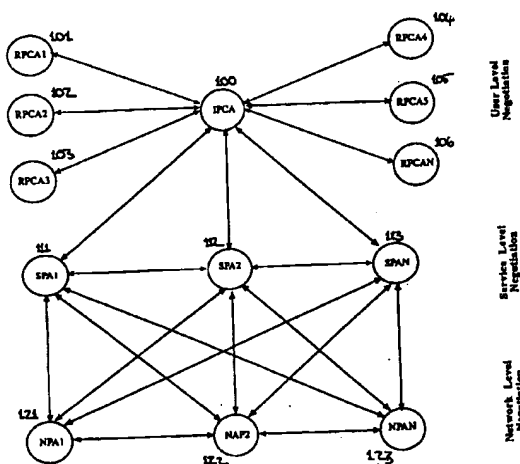 101
RPCA1
102
RPCA2
103
RPCA3
100
IPCA
104
RPCA4
105
RPCA5
106
RPCAN
User Level
Negotiation
111
SPA1
112
SPA2
113
SPAN
Service Level
Negotiation
121
NPA1
NAP2
122
NPAN
123
Network Level
Negotiation